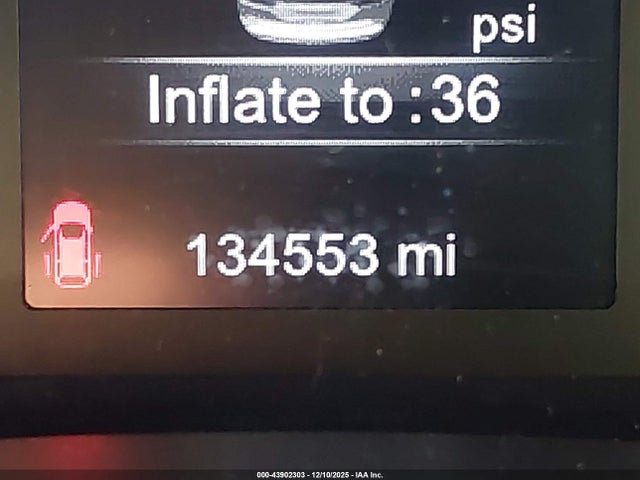 psi
Inflate to :36
134553 mi
000-43902303 - 12/10/2025 - IAA Inc.